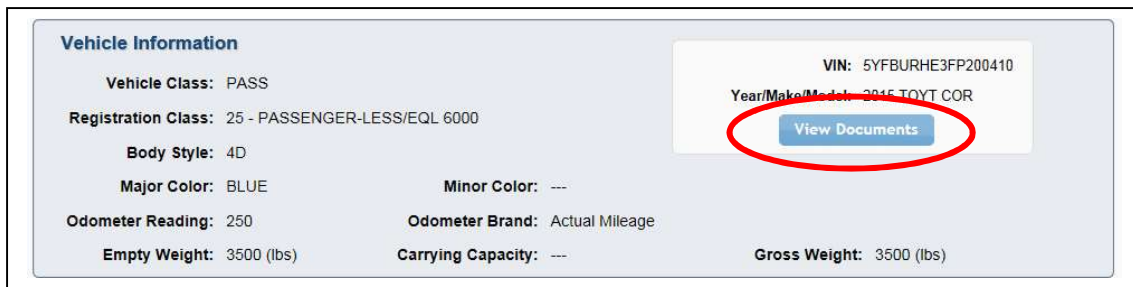 Vehicle Information
VIN: 5YFBURHE3FP200410
Vehicle Class: PASS
Year/Make/Model: 2015 TOYT COR
Registration Class: 25 - PASSENGER-LESS/EQL 6000
View Documents
Body Style: 4D
Major Color: BLUE Minor Color: ---
Odometer Reading: 250 Odometer Brand: Actual Mileage
Empty Weight: 3500 (lbs) Carrying Capacity: --- Gross Weight: 3500 (lbs)